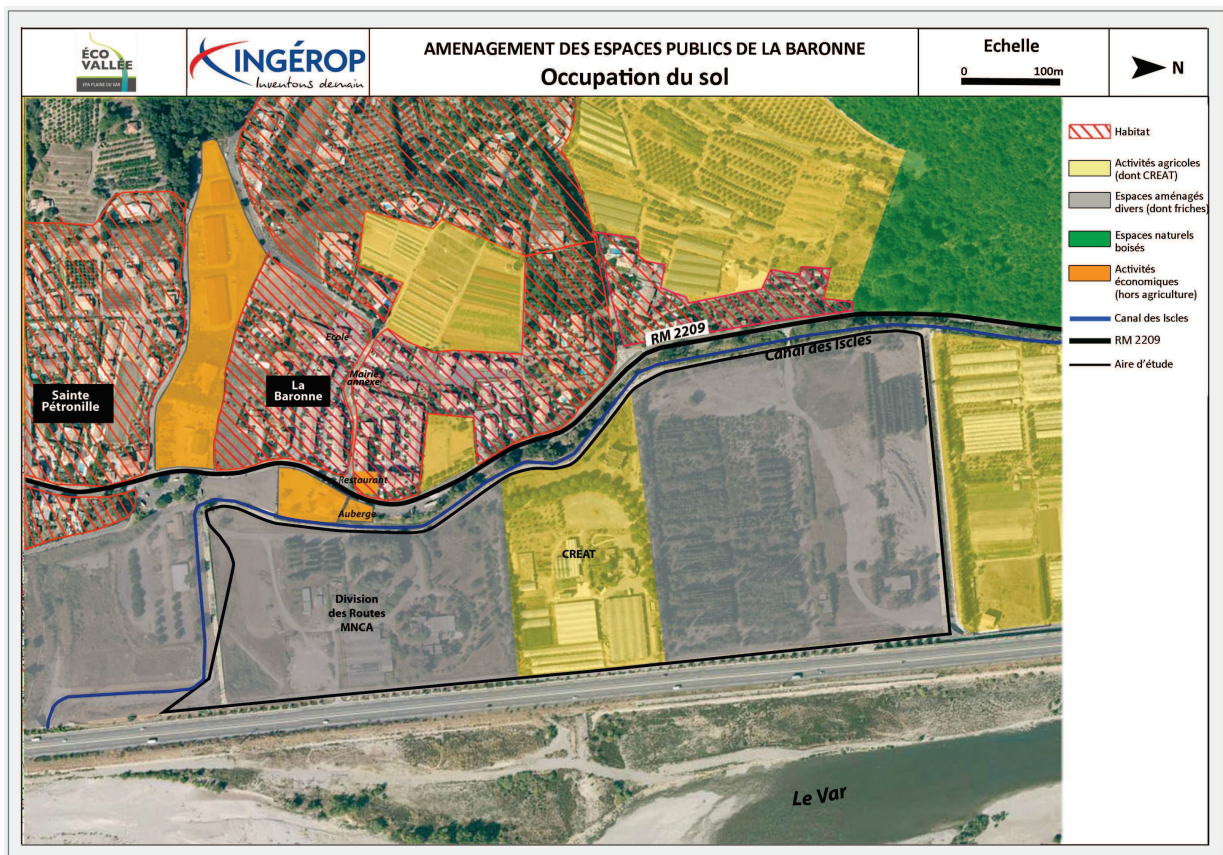 ÉCO
VALLÉE
EPA PLAINE DU VAR
INGÉROP
Inventons demain
AMENAGEMENT DES ESPACES PUBLICS DE LA BARONNE
Occupation du sol
Echelle
0 100m
N
Habitat
Activités agricoles
(dont CREAT)
Espaces aménagés
divers (dont friches)
Espaces naturels
boisés
Activités
économiques
(hors agriculture)
Canal des Iscles
RM 2209
Aire d'étude
RM 2209
Canal des Iscles
Ecole
Mairie
annexe
La
Baronne
Sainte
Pétronille
Restaurant
Auberge
CREAT
Division
des Routes
MNCA
Le Var